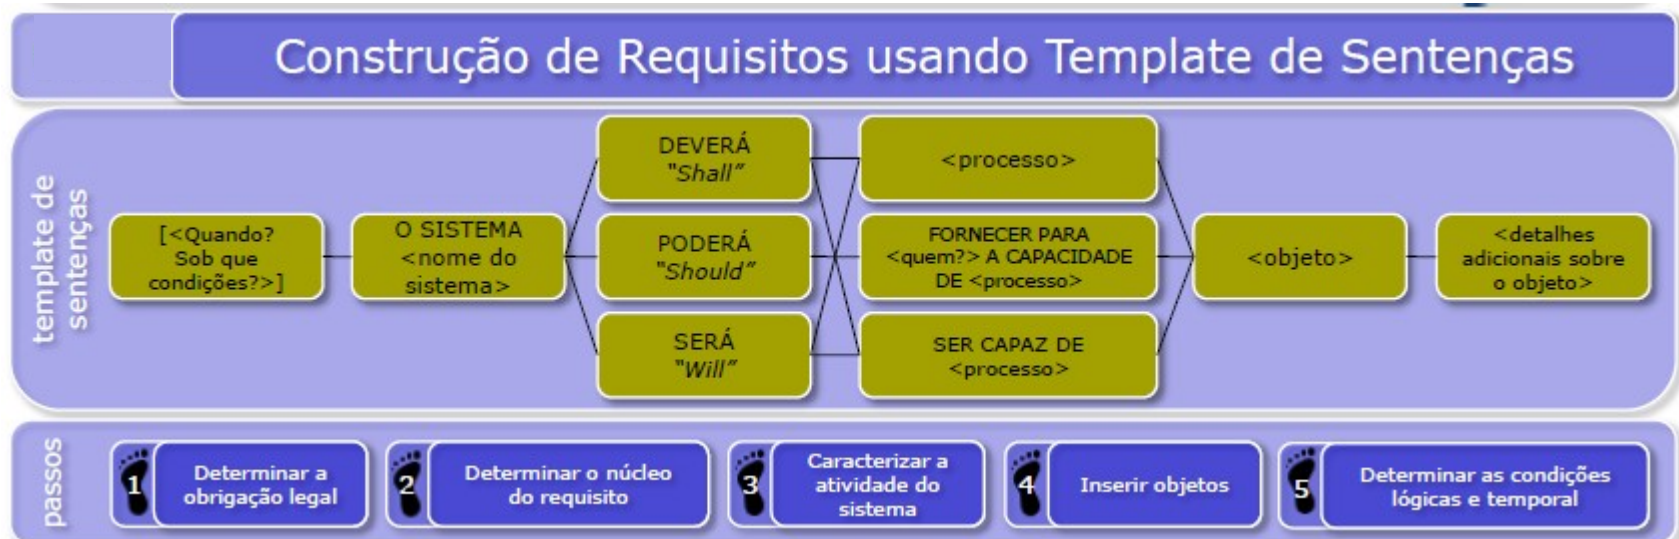 Construção de Requisitos usando Template de Sentenças
template de
sentenças
[<Quando?
Sob que
condições?>]
O SISTEMA
<nome do
sistema>
DEVERÁ
"Shall"
PODERÁ
"Should"
SERÁ
"Will"
<processo>
FORNECER PARA
<quem?> A CAPACIDADE
DE <processo>
SER CAPAZ DE
<processo>
<objeto>
<detalhes
adicionais sobre
o objeto>
passos
1
Determinar a
obrigação legal
2
Determinar o núcleo
do requisito
3
Caracterizar a
atividade do
sistema
4
Inserir objetos
5
Determinar as condições
lógicas e temporal